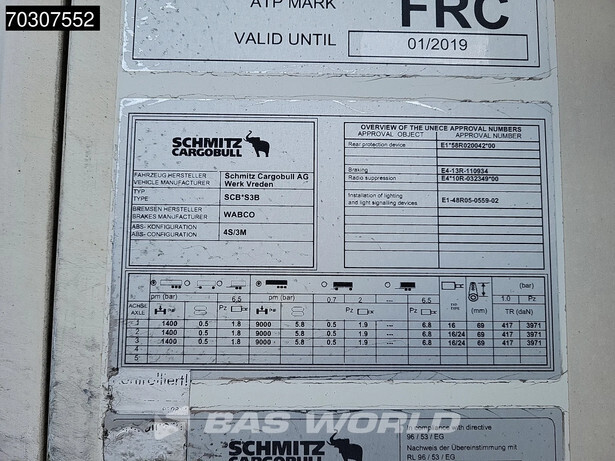 70307552
ATP MARK FRC
VALID UNTIL 01/2019
SCHMITZ
CARGOBULL
FAHRZEUG HERSTELLER
VEHICLE MANUFACTURER
Schmitz Cargobull AG
Werk Vreden
TYP
TYPE
SCB*S3B
BREMSEN HERSTELLER
BRAKES MANUFACTURER
WABCO
ABS- KONFIGURATION
ABS- CONFIGURATION
4S/3M
OVERVIEW OF THE UNECE APPROVAL NUMBERS
APPROVAL OBJECT APPROVAL NUMBER
Rear protection device E1*58R020042*00
Braking E4-13R-110934
Radio suppression E4*10R-032349*00
Installation of lighting
and light signalling devices
E1-48R05-0559-02
(bar)
pm (bar) 6.5 pm (bar) 0.7 2 --- 6.5 1.0 Pz
ACHSE
AXLE
Pz Pz (mm) TR (daN)
1 1400 0.5 1.8 9000 5.8 0.5 1.9 --- 6.8 16 69 417 3971
2 1400 0.5 1.8 9000 5.8 0.5 1.9 --- 6.8 16/24 69 417 3971
3 1400 0.5 1.8 9000 5.8 0.5 1.9 --- 6.8 16/24 69 417 3971
4
5
kontrolliert!
BAS WORLD
SCHMITZ
CARGOBULL
In compliance with directive
96 / 53 / EG
Nachweis der Übereinstimmung mit
RL 96 / 53 / EG